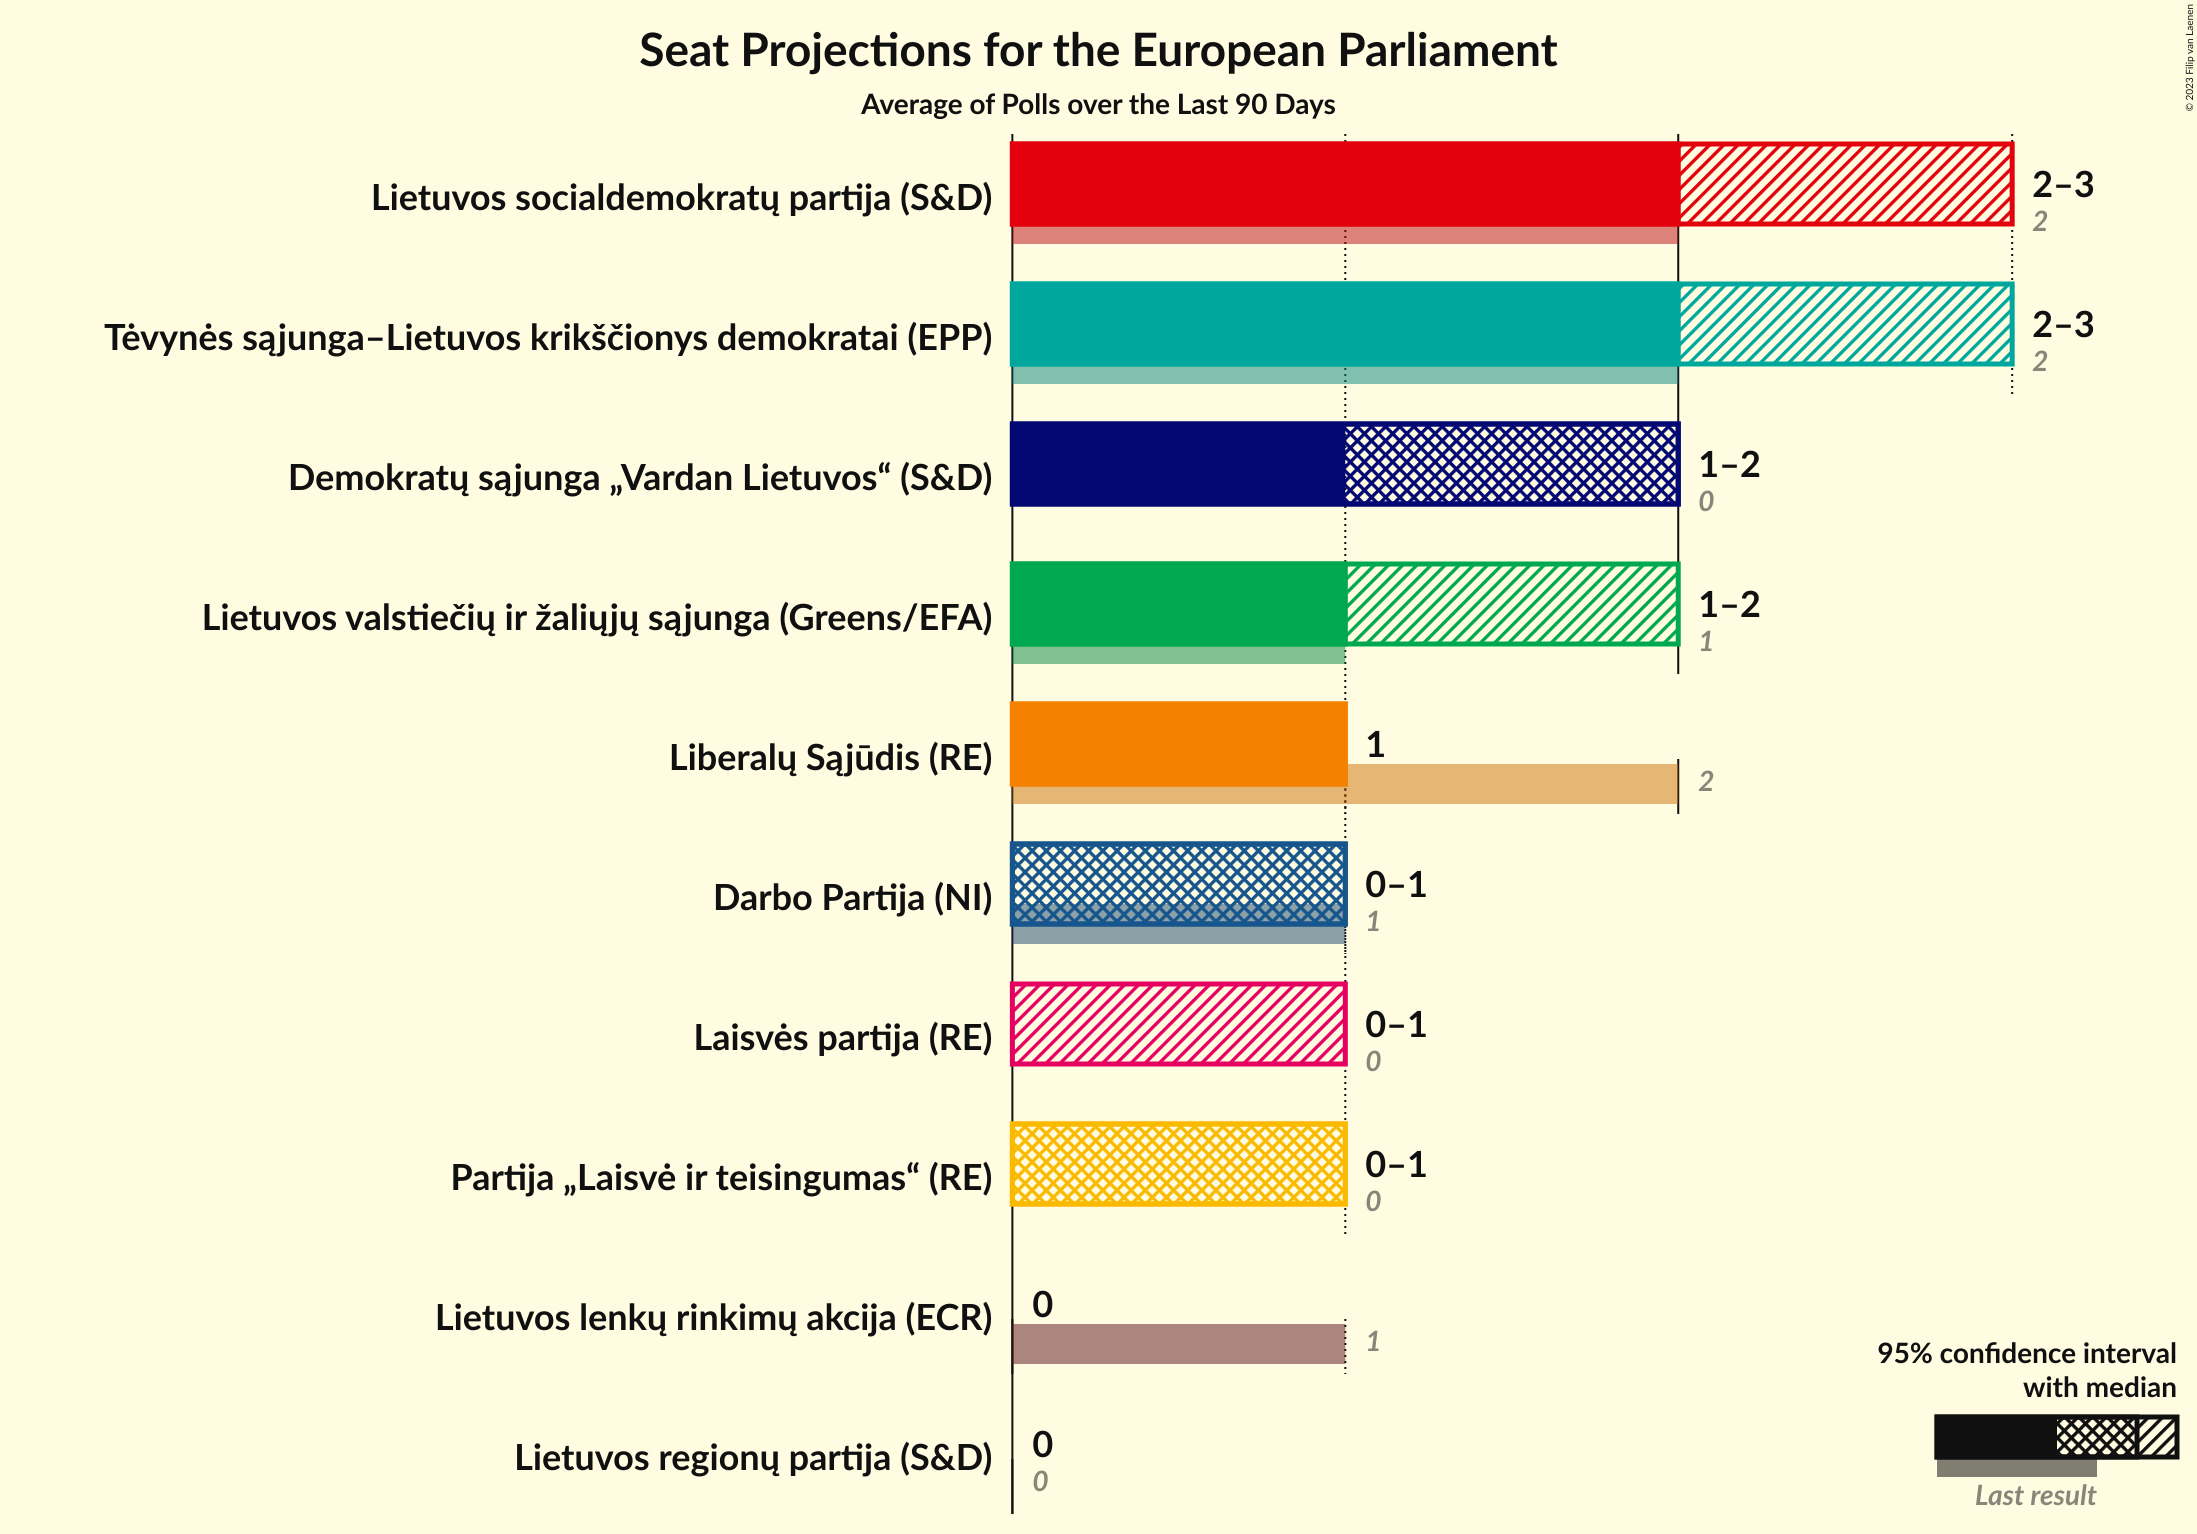 © 2023 Filip van Laenen
Seat Projections for the European Parliament
Average of Polls over the Last 90 Days
Lietuvos socialdemokratų partija (S&D)
2–3
2
Tėvynės sąjunga–Lietuvos krikščionys demokratai (EPP)
2–3
2
Demokratų sąjunga „Vardan Lietuvos“ (S&D)
1–2
0
Lietuvos valstiečių ir žaliųjų sąjunga (Greens/EFA)
1–2
1
Liberalų Sąjūdis (RE)
1
2
Darbo Partija (NI)
0–1
1
Laisvės partija (RE)
0–1
0
Partija „Laisvė ir teisingumas“ (RE)
0–1
0
Lietuvos lenkų rinkimų akcija (ECR)
0
1
Lietuvos regionų partija (S&D)
0
0
95% confidence interval
with median
Last result